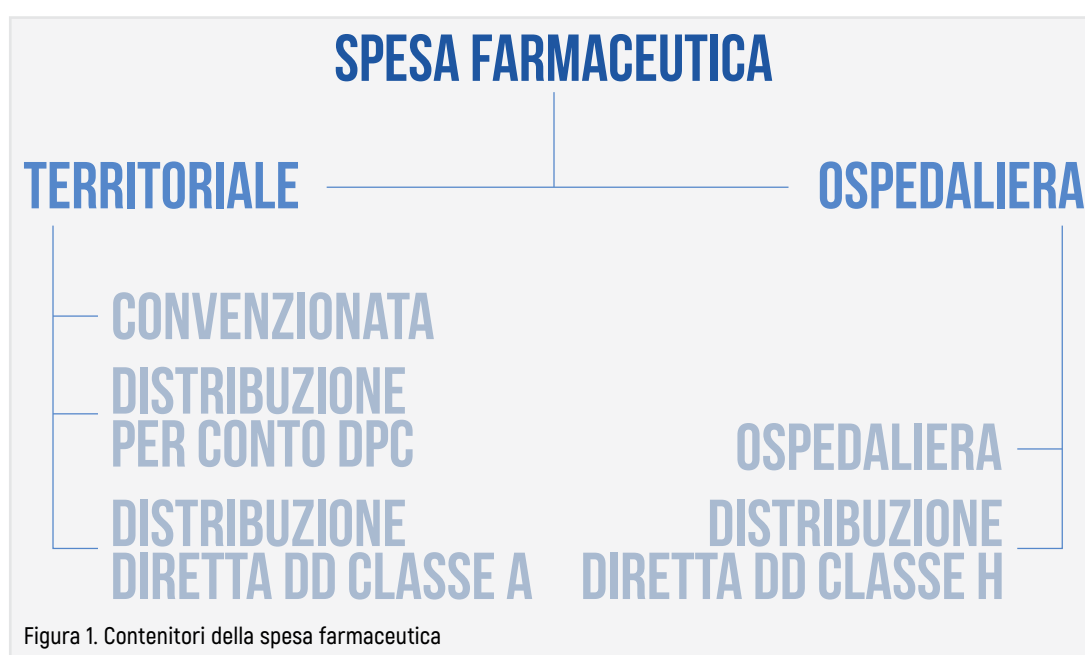 SPESA FARMACEUTICA
TERRITORIALE
OSPEDALIERA
CONVENZIONATA
DISTRIBUZIONE
PER CONTO DPC
DISTRIBUZIONE
DIRETTA DD CLASSE A
OSPEDALIERA
DISTRIBUZIONE
DIRETTA DD CLASSE H
Figura 1. Contenitori della spesa farmaceutica